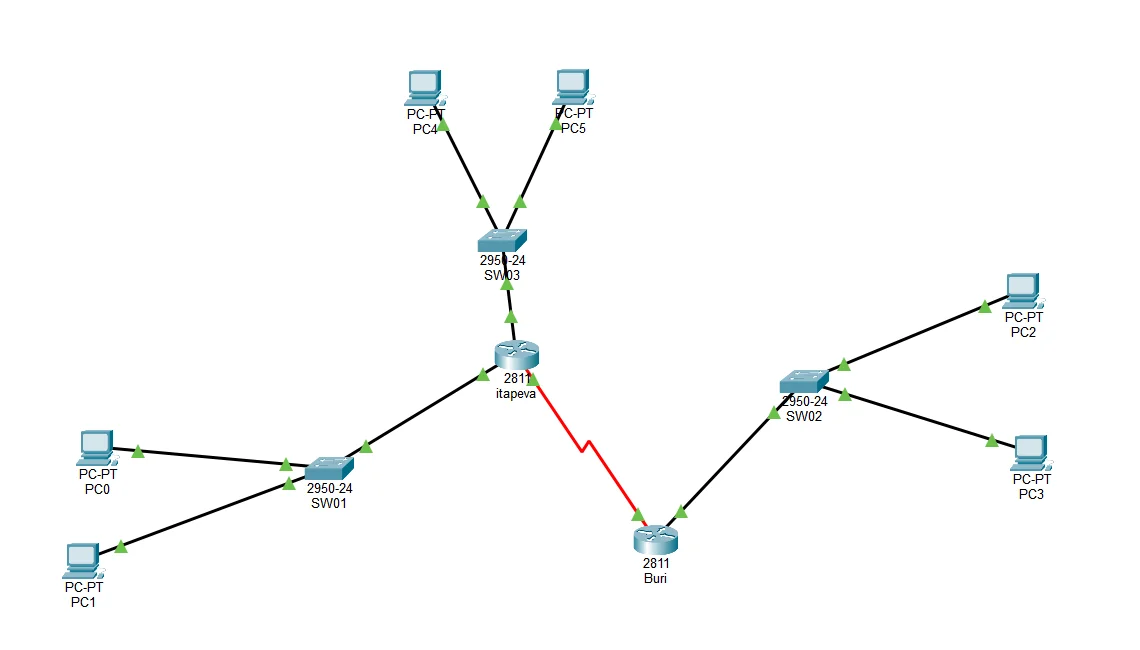 PC-PT
PC4
PC-PT
PC5
2950-24
SW03
PC-PT
PC2
2811
itapeva
2950-24
SW02
PC-PT
PC0
2950-24
SW01
PC-PT
PC3
2811
Buri
PC-PT
PC1